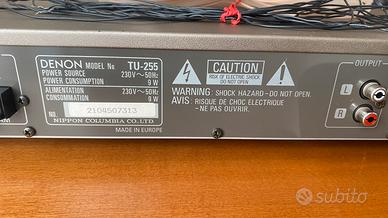 DENON MODEL No TU-255
POWER SOURCE 230V~50Hz
POWER CONSUMPTION 9 W
ALIMENTATION 230V~50Hz
CONSOMMATION 9 W
No. 2104507313
NIPPON COLUMBIA CO. LTD.
MADE IN EUROPE
CAUTION
RISK OF ELECTRIC SHOCK
DO NOT OPEN
WARNING: SHOCK HAZARD-DO NOT OPEN.
AVIS: RISQUE DE CHOC ELECTRIQUE
-NE PAS OUVRIR.
OUTPUT
L
R
AM
subito